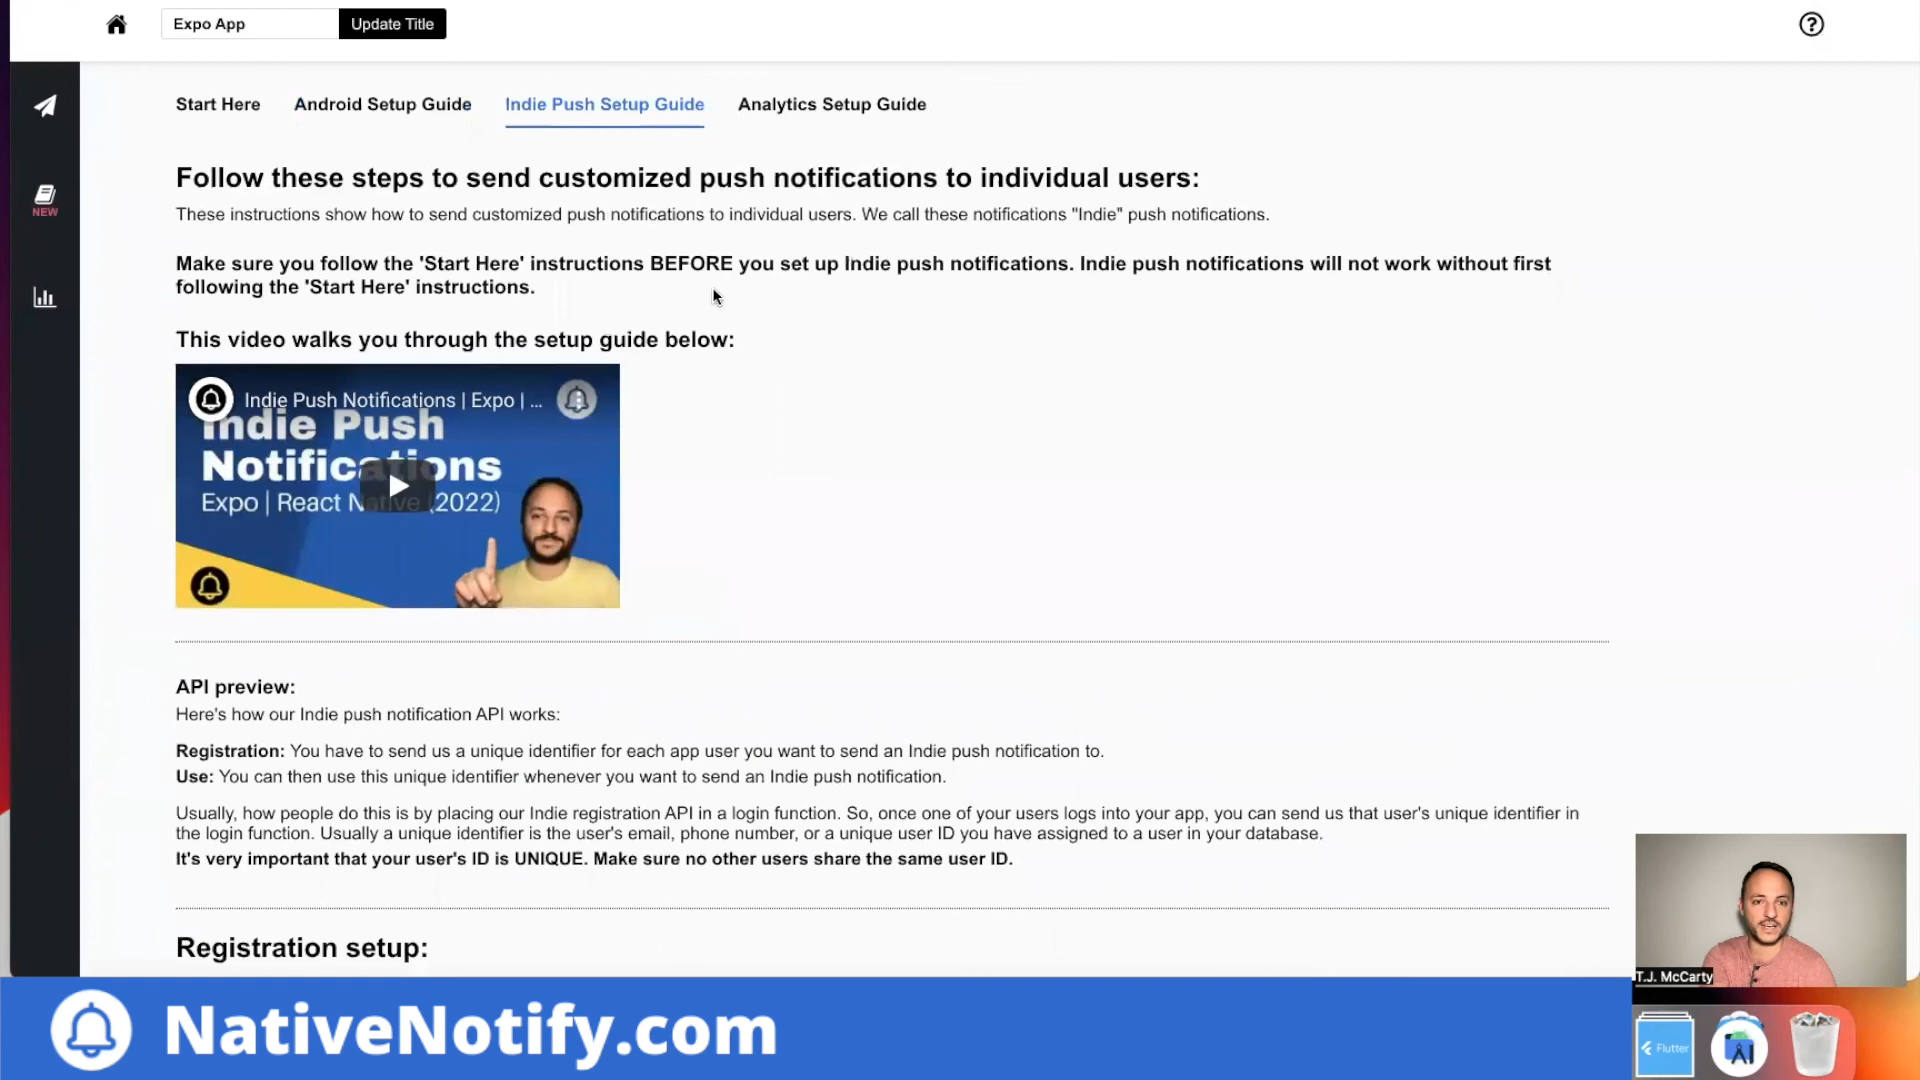 Expo App
Update Title
Start Here
Android Setup Guide
Indie Push Setup Guide
Analytics Setup Guide
NEW
Follow these steps to send customized push notifications to individual users:
These instructions show how to send customized push notifications to individual users. We call these notifications "Indie" push notifications.
Make sure you follow the 'Start Here' instructions BEFORE you set up Indie push notifications. Indie push notifications will not work without first
following the 'Start Here' instructions.
This video walks you through the setup guide below:
Indie Push Notifications | Expo | ...
Indie Push
Notifications
Expo | React Native (2022)
API preview:
Here's how our Indie push notification API works:
Registration: You have to send us a unique identifier for each app user you want to send an Indie push notification to.
Use: You can then use this unique identifier whenever you want to send an Indie push notification.
Usually, how people do this is by placing our Indie registration API in a login function. So, once one of your users logs into your app, you can send us that user's unique identifier in
the login function. Usually a unique identifier is the user's email, phone number, or a unique user ID you have assigned to a user in your database.
It's very important that your user's ID is UNIQUE. Make sure no other users share the same user ID.
Registration setup:
T.J. McCarty
NativeNotify.com
Flutter